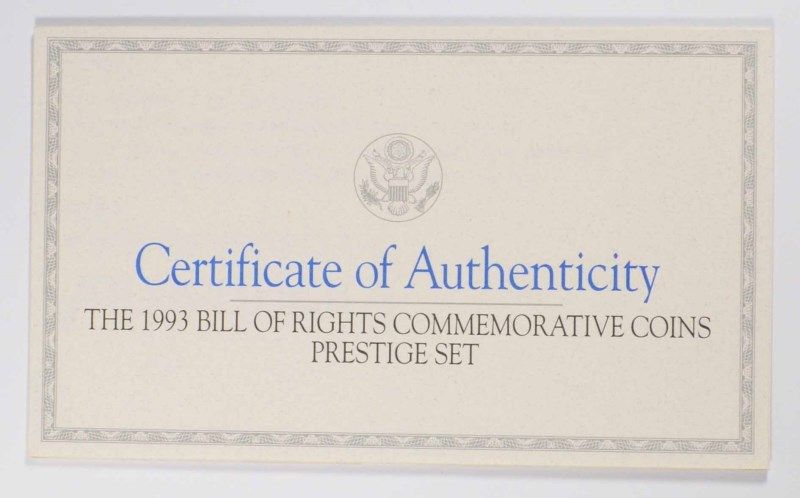 Certificate of Authenticity
THE 1993 BILL OF RIGHTS COMMEMORATIVE COINS
PRESTIGE SET